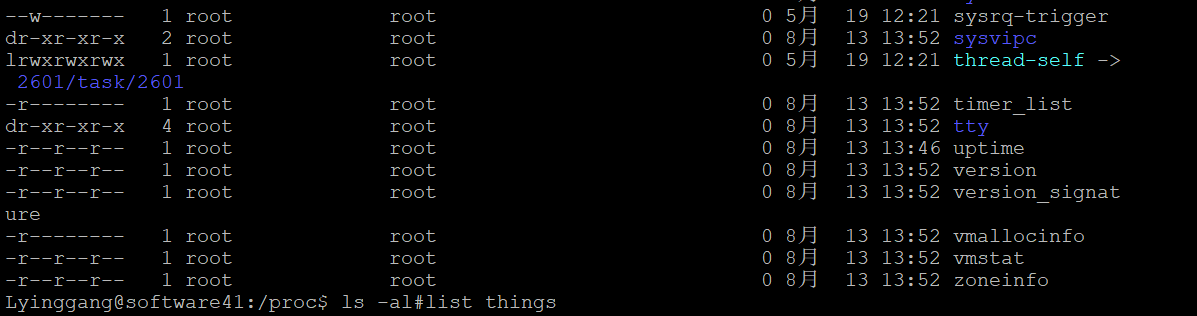 --w------- 1 root root 0 5月 19 12:21 sysrq-trigger
dr-xr-xr-x 2 root root 0 8月 13 13:52 sysvipc
lrwxrwxrwx 1 root root 0 5月 19 12:21 thread-self ->
2601/task/2601
-r-------- 1 root root 0 8月 13 13:52 timer_list
dr-xr-xr-x 4 root root 0 8月 13 13:52 tty
-r--r--r-- 1 root root 0 8月 13 13:46 uptime
-r--r--r-- 1 root root 0 8月 13 13:52 version
-r--r--r-- 1 root root 0 8月 13 13:52 version_signat
ure
-r-------- 1 root root 0 8月 13 13:52 vmallocinfo
-r--r--r-- 1 root root 0 8月 13 13:52 vmstat
-r--r--r-- 1 root root 0 8月 13 13:52 zoneinfo
Lyinggang@software41:/proc$ ls -al#list things